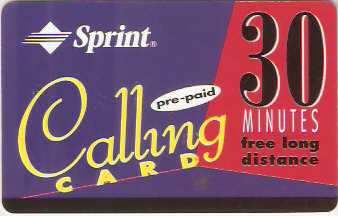 Sprint®
pre-paid
Calling
CARD
30
MINUTES
free long
distance